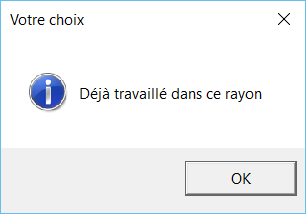 Votre choix
Déjà travaillé dans ce rayon
OK